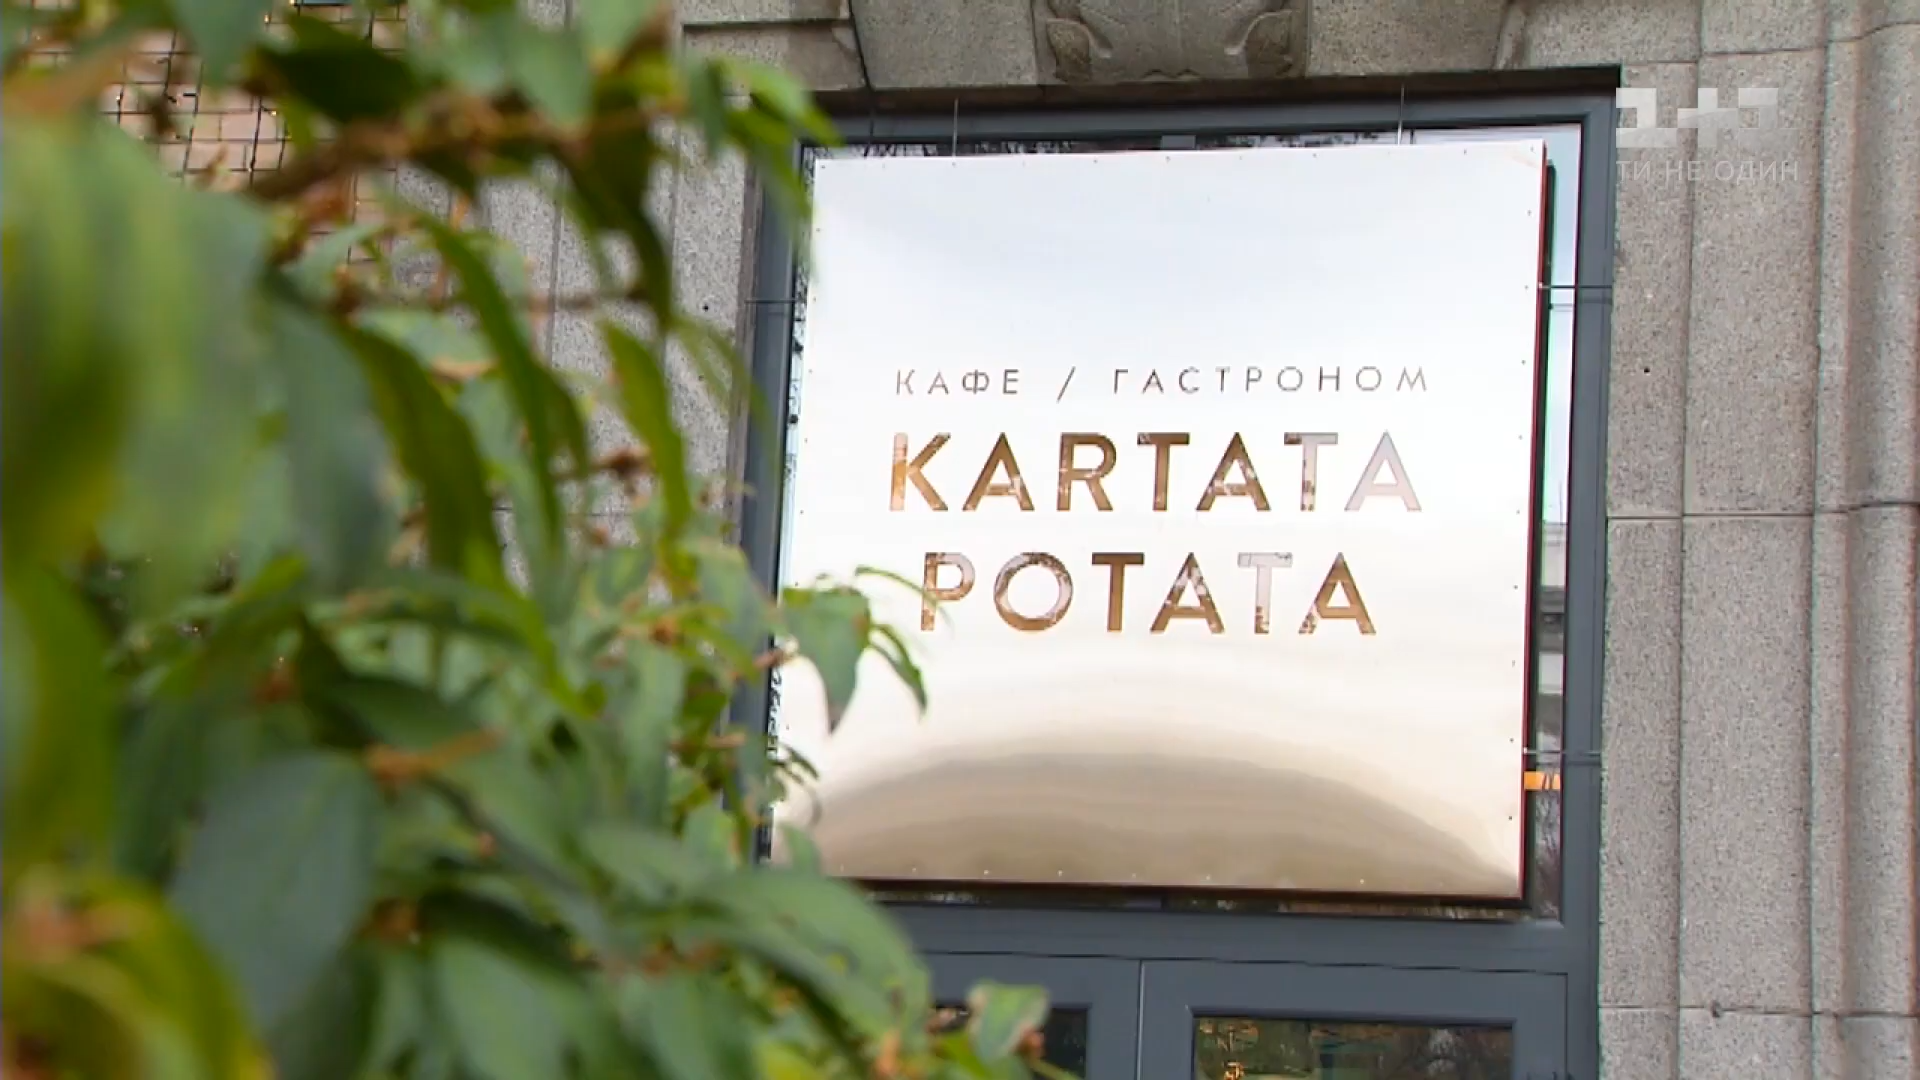 1+1
ТИ НЕ ОДИН
КАФЕ / ГАСТРОНОМ
KARTATA
POTATA